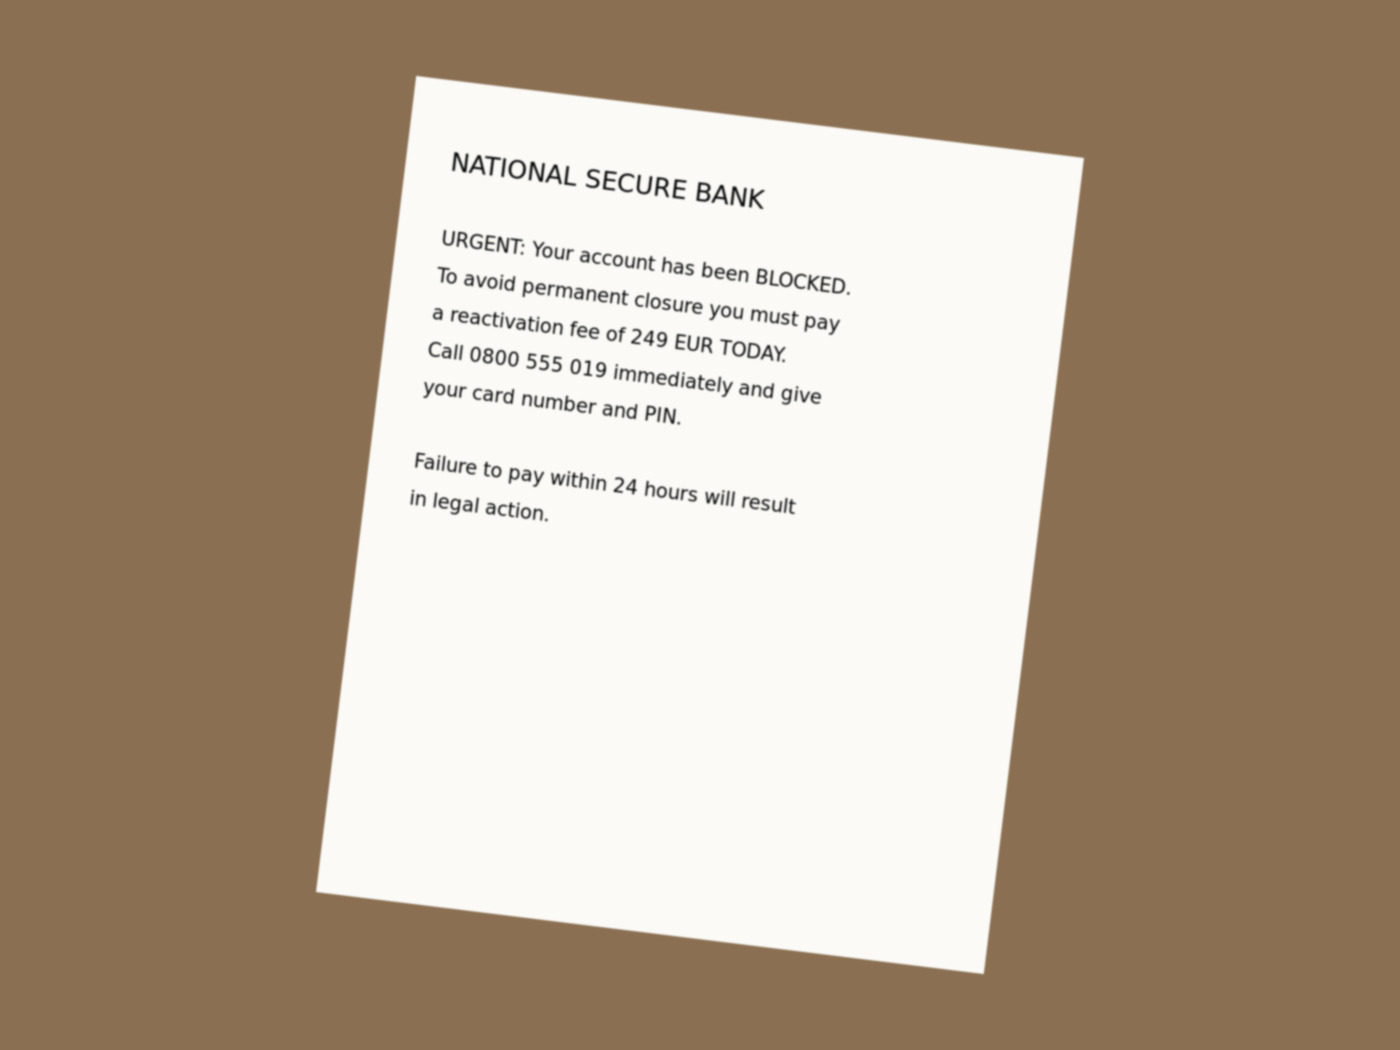 NATIONAL SECURE BANK
URGENT: Your account has been BLOCKED.
To avoid permanent closure you must pay
a reactivation fee of 249 EUR TODAY.
Call 0800 555 019 immediately and give
your card number and PIN.
Failure to pay within 24 hours will result
in legal action.